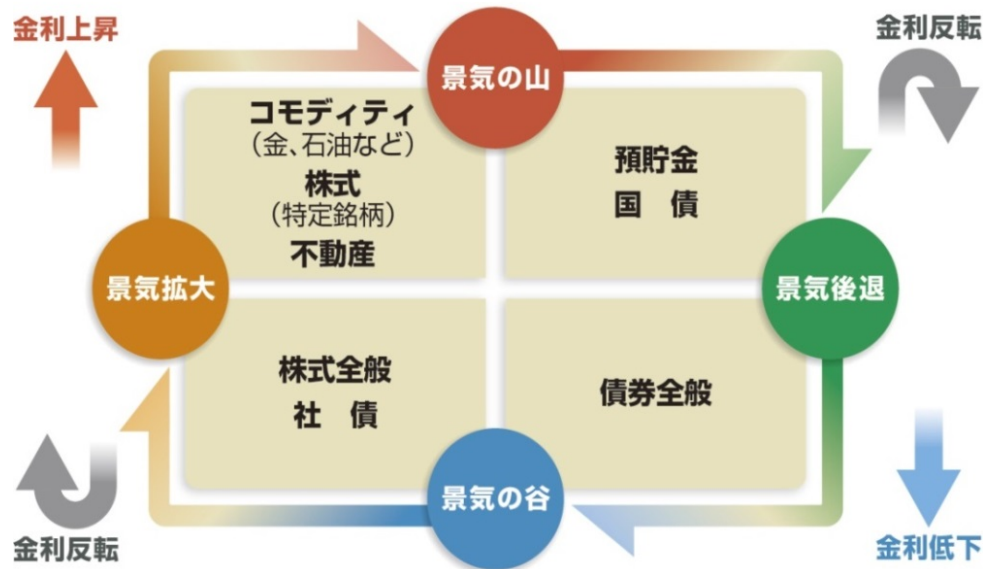 金利上昇
景気の山
金利反転
コモディティ
（金、石油など）
株式
（特定銘柄）
不動産
預貯金
国　債
景気拡大
景気後退
株式全般
社　債
債券全般
金利反転
景気の谷
金利低下